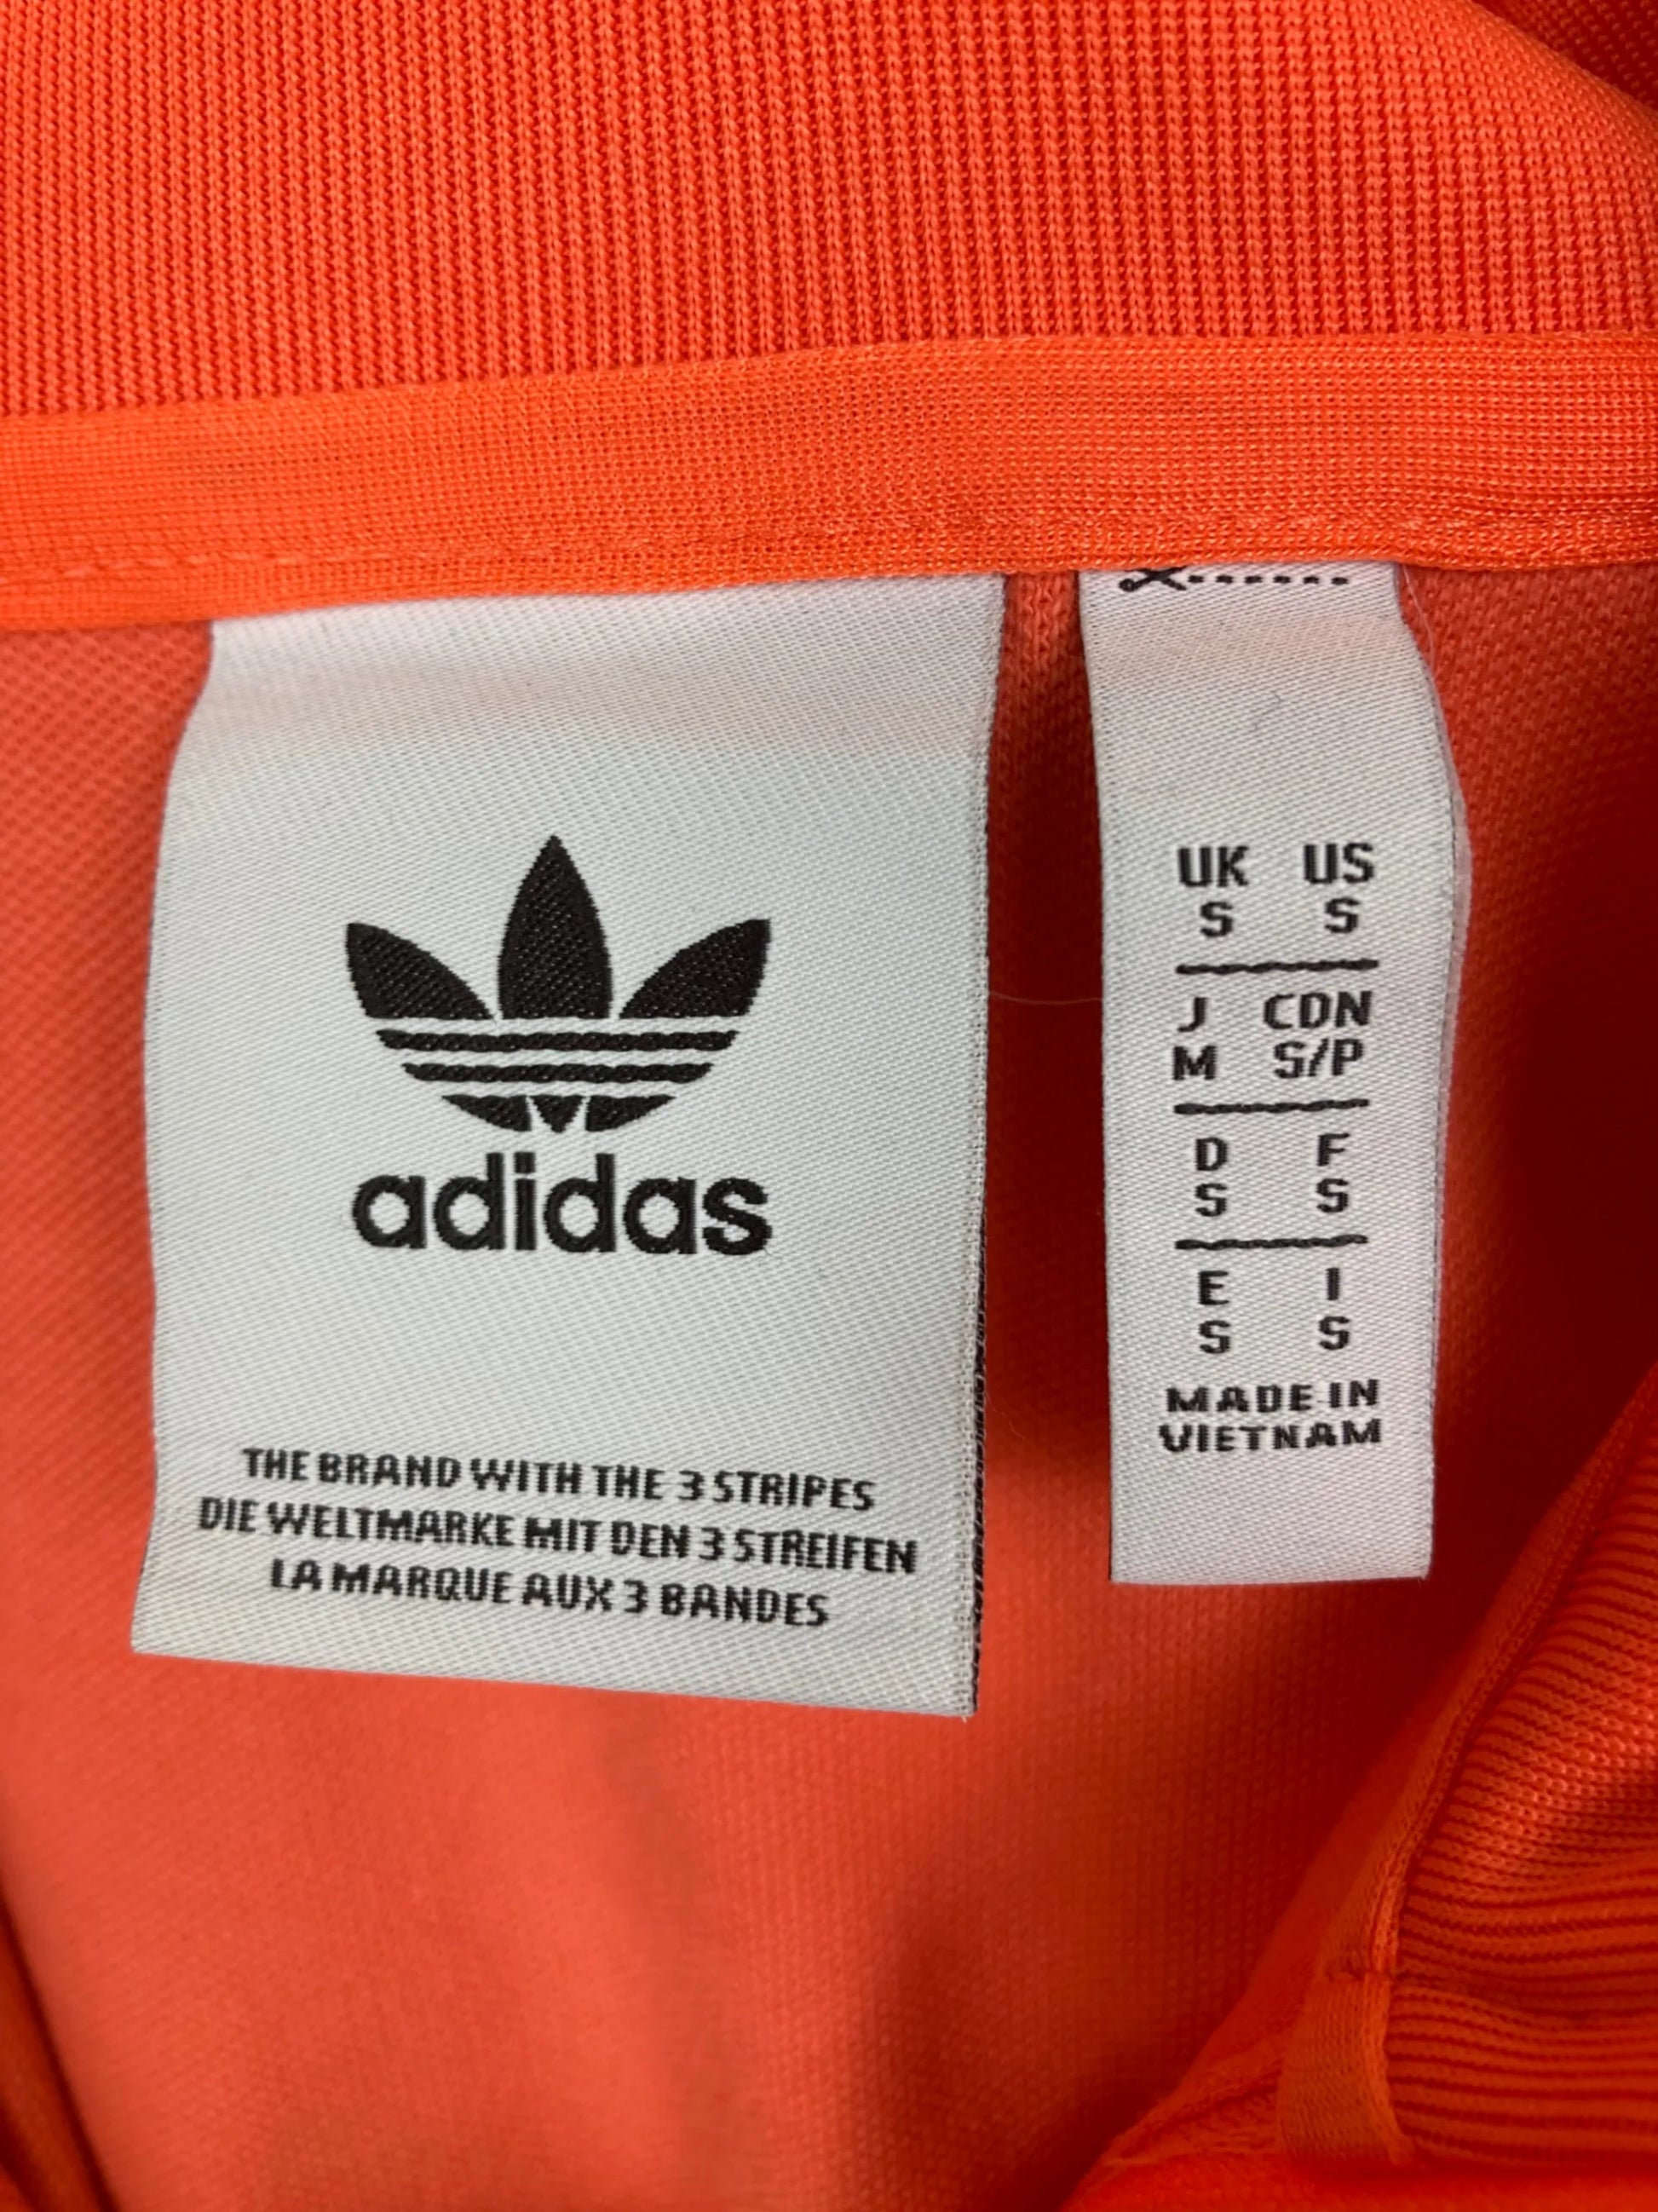 adidas
THE BRAND WITH THE 3 STRIPES
DIE WELTMARKE MIT DEN 3 STREIFEN
LA MARQUE AUX 3 BANDES
UK US
S S
J CDN
M S/P
D F
S S
E I
S S
MADE IN
VIETNAM